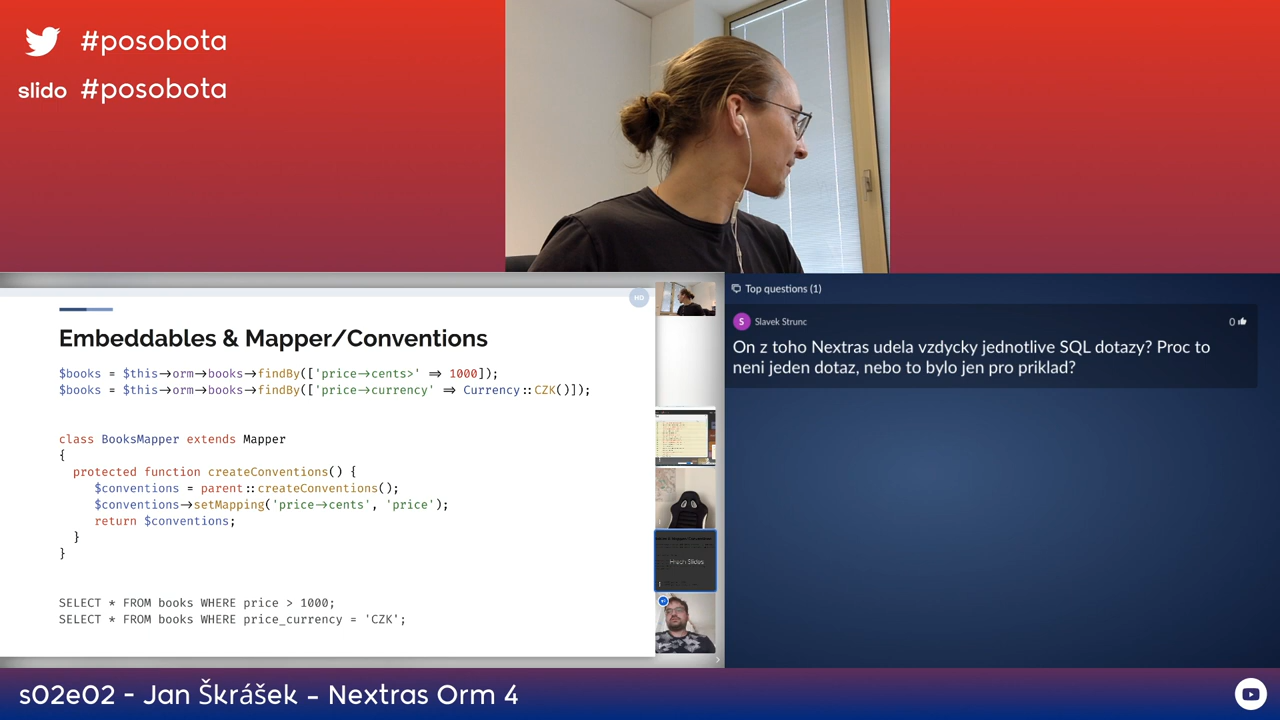 #posobota
slido #posobota
HD
Embeddables & Mapper/Conventions
$books = $this→orm→books→findBy(['price→cents>' ⇒ 1000]);
$books = $this→orm→books→findBy(['price→currency' ⇒ Currency::CZK()]);
class BooksMapper extends Mapper
{
protected function createConventions() {
$conventions = parent::createConventions();
$conventions→setMapping('price→cents', 'price');
return $conventions;
}
}
SELECT * FROM books WHERE price > 1000;
SELECT * FROM books WHERE price_currency = 'CZK';
Hrach Slides
Top questions (1)
S Slavek Strunc 0
On z toho Nextras udela vzdycky jednotlive SQL dotazy? Proc to
neni jeden dotaz, nebo to bylo jen pro priklad?
s02e02 - Jan Škrášek - Nextras Orm 4